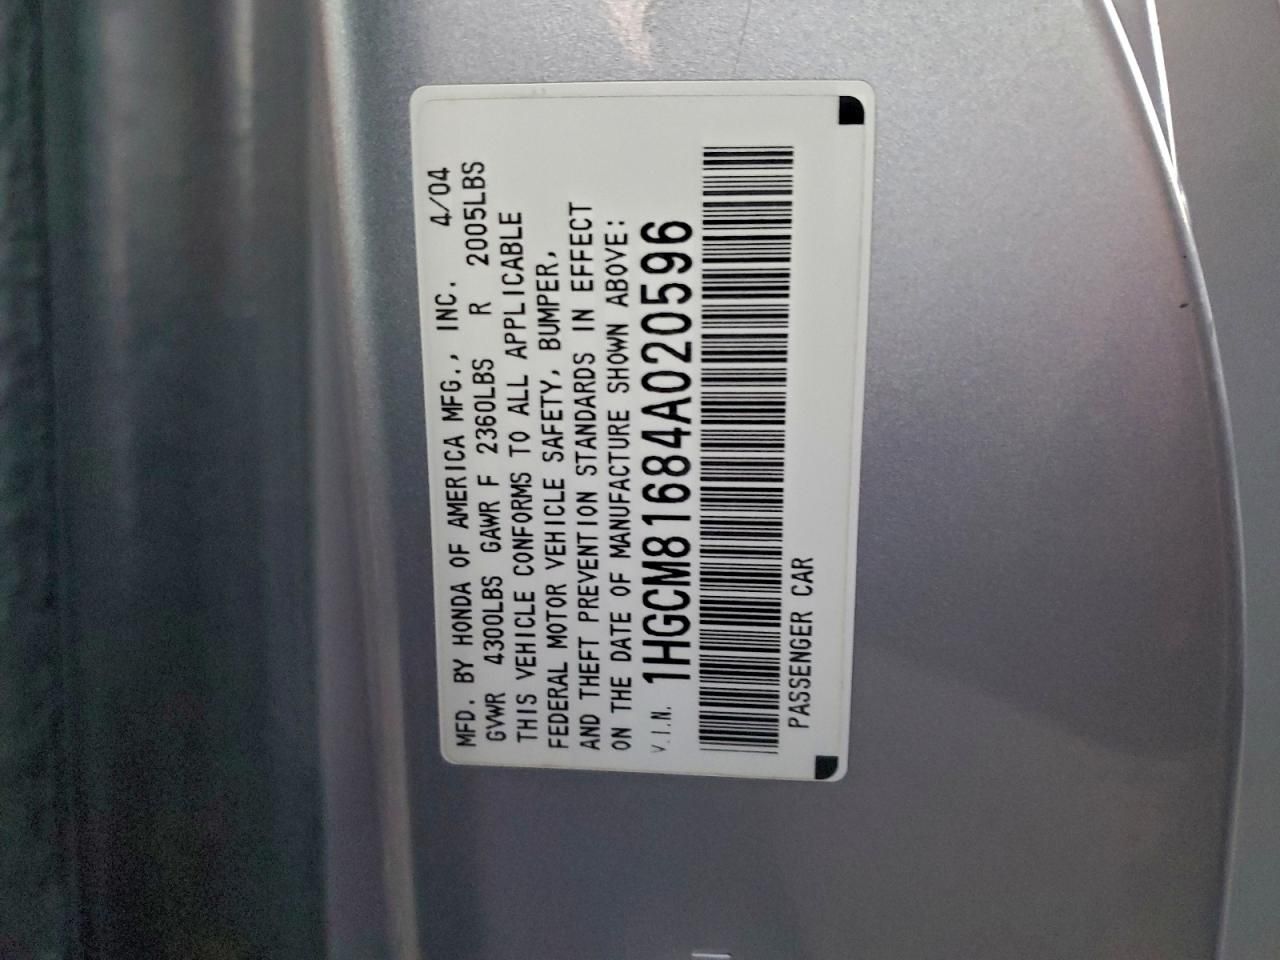 MFD. BY HONDA OF AMERICA MFG., INC. 4/04
GVWR 4300LBS GAWR F 2360LBS R 2005LBS
THIS VEHICLE CONFORMS TO ALL APPLICABLE
FEDERAL MOTOR VEHICLE SAFETY, BUMPER,
AND THEFT PREVENTION STANDARDS IN EFFECT
ON THE DATE OF MANUFACTURE SHOWN ABOVE:
V.I.N. 1HGCM81684A020596
PASSENGER CAR